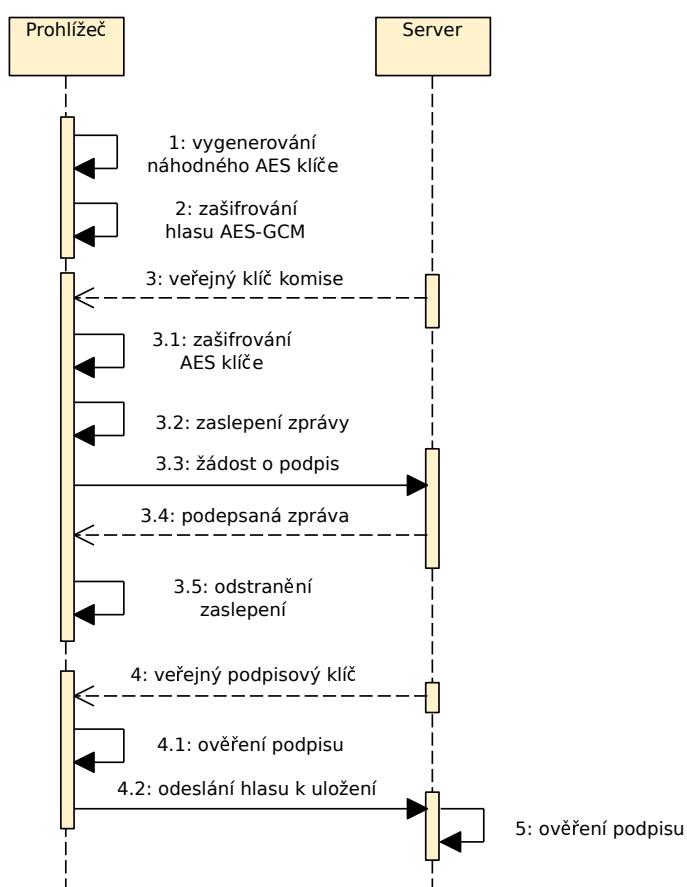 Prohlížeč
Server
1: vygenerování
náhodného AES klíče
2: zašifrování
hlasu AES-GCM
3: veřejný klíč komise
3.1: zašifrování
AES klíče
3.2: zaslepení zprávy
3.3: žádost o podpis
3.4: podepsaná zpráva
3.5: odstranění
zaslepení
4: veřejný podpisový klíč
4.1: ověření podpisu
4.2: odeslání hlasu k uložení
5: ověření podpisu